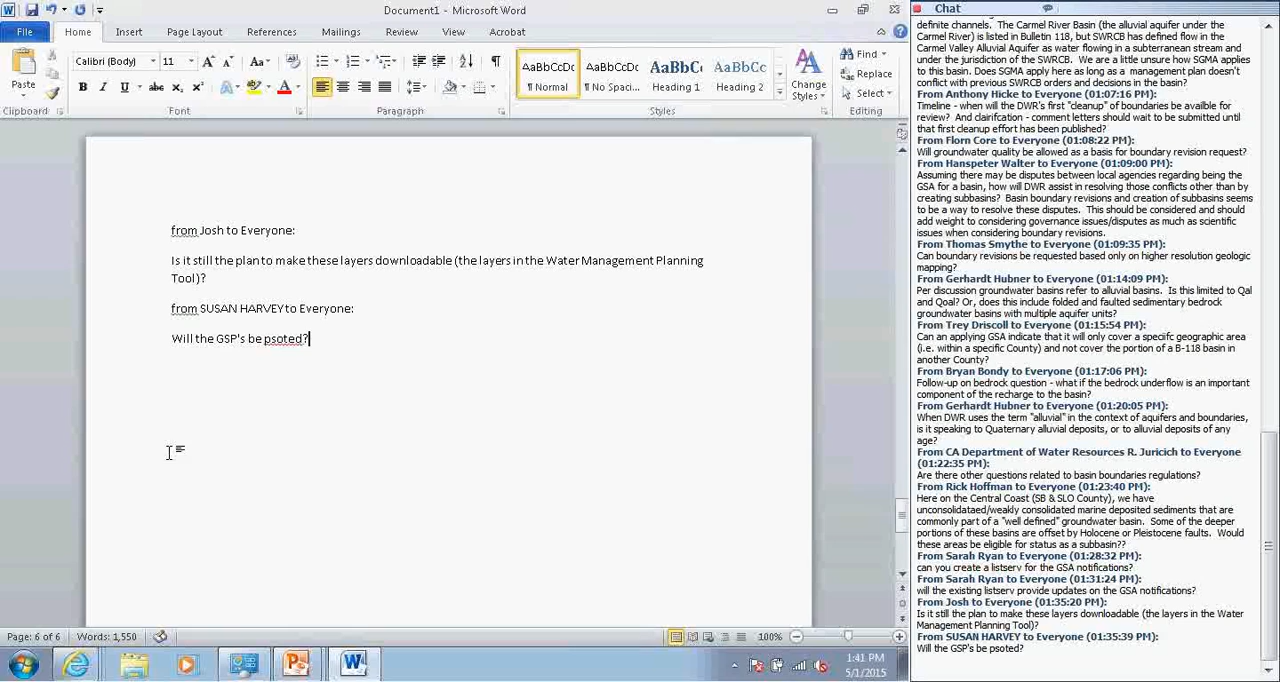 Document1 - Microsoft Word
File Home Insert Page Layout References Mailings Review View Acrobat
Paste
Clipboard
Calibri (Body) 11
B I U abc X₂ X²
Font
Paragraph
AaBbCcDc AaBbCcDc AaBbC AaBbCc
¶ Normal ¶ No Spaci... Heading 1 Heading 2
Change Styles
Styles
Find
Replace
Select
Editing
from Josh to Everyone:
Is it still the plan to make these layers downloadable (the layers in the Water Management Planning
Tool)?
from SUSAN HARVEY to Everyone:
Will the GSP's be psoted?
Page: 6 of 6 Words: 1,550 100%
1:41 PM
5/1/2015
Chat
definite channels. The Carmel River Basin (the alluvial aquifer under the
Carmel River) is listed in Bulletin 118, but SWRCB has defined flow in the
Carmel Valley Alluvial Aquifer as water flowing in a subterranean stream and
under the jurisdiction of the SWRCB. We are a little unsure how SGMA applies
to this basin. Does SGMA apply here as long as a management plan doesn't
conflict with previous SWRCB orders and decisions in the basin?
From Anthony Hicke to Everyone (01:07:16 PM):
Timeline - when will the DWR's first "cleanup" of boundaries be availble for
review? And clairifcation - comment letters should wait to be submitted until
that first cleanup effort has been published?
From Florn Core to Everyone (01:08:22 PM):
Will groundwater quality be allowed as a basis for boundary revision request?
From Hanspeter Walter to Everyone (01:09:00 PM):
Assuming there may be disputes between local agencies regarding being the
GSA for a basin, how will DWR assist in resolving those conflicts other than by
creating subbasins? Basin boundary revisions and creation of subbasins seems
to be a way to resolve these disputes. This should be considered and should
add weight to considering governance issues/disputes as much as scientific
issues when considering boundary revisions.
From Thomas Smythe to Everyone (01:09:35 PM):
Can boundary revisions be requested based only on higher resolution geologic
mapping?
From Gerhardt Hubner to Everyone (01:14:09 PM):
Per discussion groundwater basins refer to alluvial basins. Is this limited to Qal
and Qoal? Or, does this include folded and faulted sedimentary bedrock
groundwater basins with multiple aquifer units?
From Trey Driscoll to Everyone (01:15:54 PM):
Can an applying GSA indicate that it will only cover a speciifc geographic area
(i.e. within a specific County) and not cover the portion of a B-118 basin in
another County?
From Bryan Bondy to Everyone (01:17:06 PM):
Follow-up on bedrock question - what if the bedrock underflow is an important
component of the recharge to the basin?
From Gerhardt Hubner to Everyone (01:20:05 PM):
When DWR uses the term "alluvial" in the context of aquifers and boundaries,
is it speaking to Quaternary alluvial deposits, or to alluvial deposits of any
age?
From CA Department of Water Resources R. Juricich to Everyone
(01:22:35 PM):
Are there other questions related to basin boundaries regulations?
From Rick Hoffman to Everyone (01:23:40 PM):
Here on the Central Coast (SB & SLO County), we have
unconsolidataed/weakly consolidated marine deposited sediments that are
commonly part of a "well defined" groundwater basin. Some of the deeper
portions of these basins are offset by Holocene or Pleistocene faults. Would
these areas be eligible for status as a subbasin??
From Sarah Ryan to Everyone (01:28:32 PM):
can you create a listserv for the GSA notifications?
From Sarah Ryan to Everyone (01:31:24 PM):
will the existing listserv provide updates on the GSA notifications?
From Josh to Everyone (01:35:20 PM):
Is it still the plan to make these layers downloadable (the layers in the Water
Management Planning Tool)?
From SUSAN HARVEY to Everyone (01:35:39 PM):
Will the GSP's be psoted?